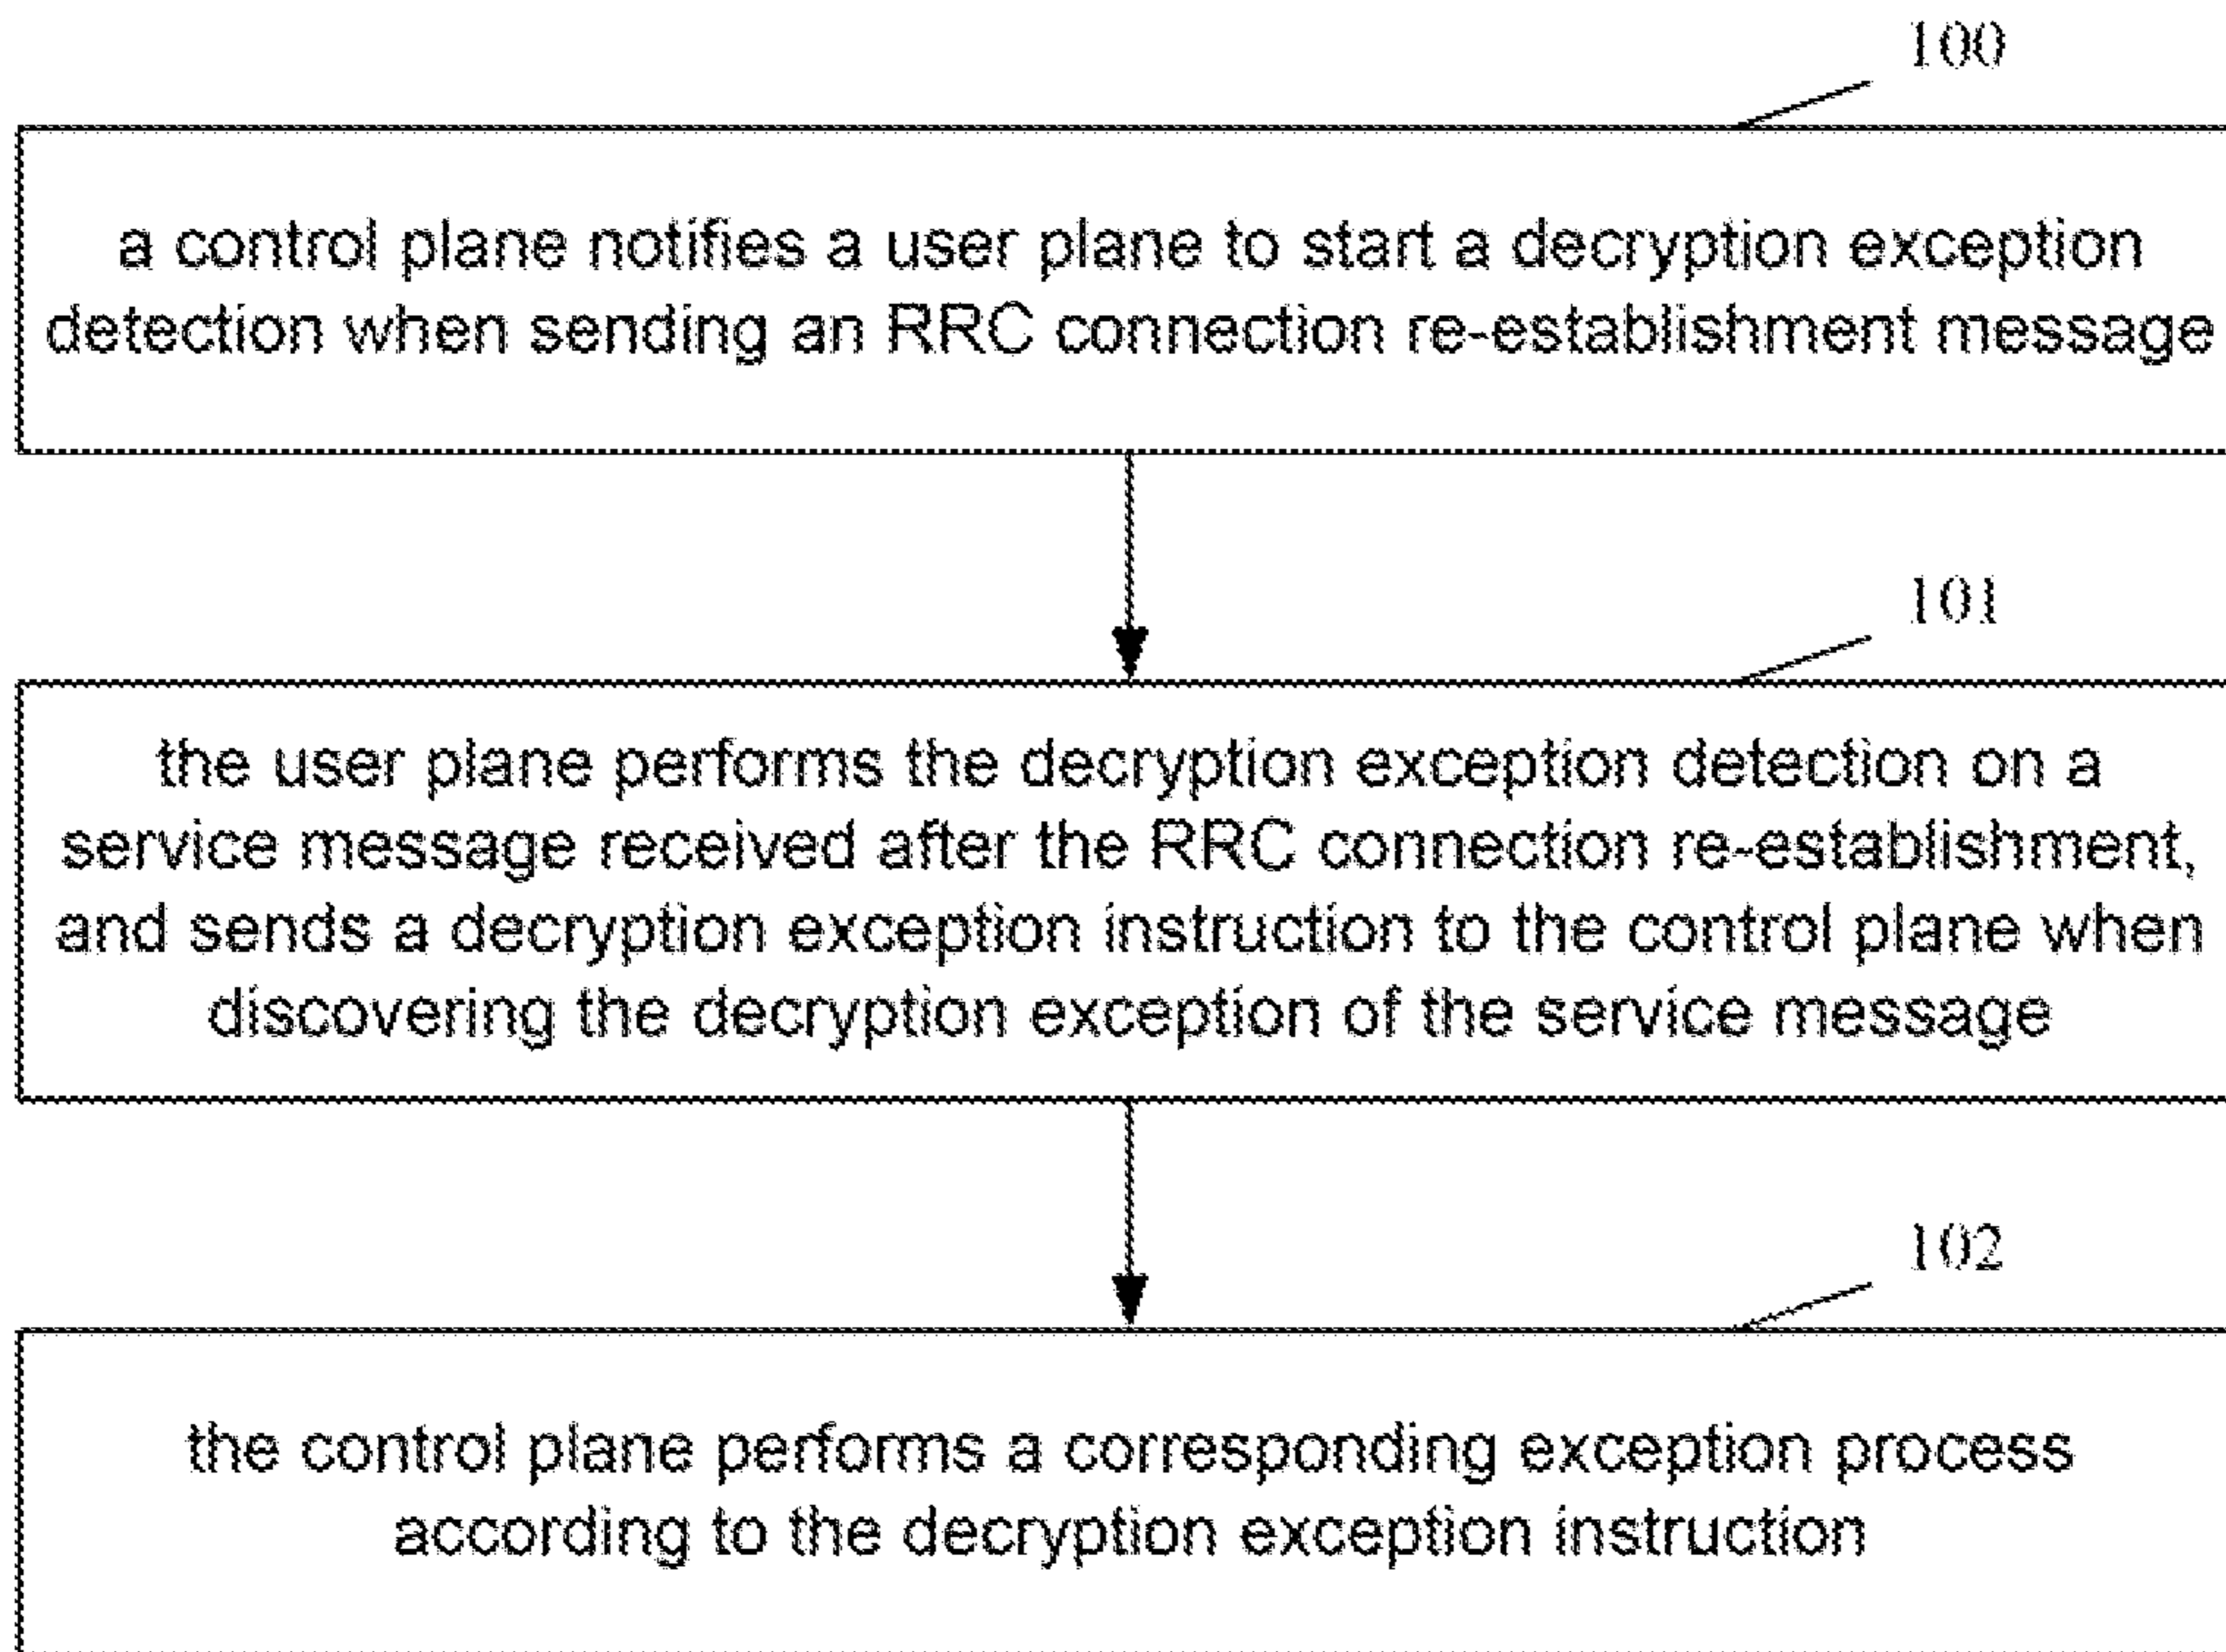 100
a control plane notifies a user plane to start a decryption exception
detection when sending an RRC connection re-establishment message
101
the user plane performs the decryption exception detection on a
service message received after the RRC connection re-establishment,
and sends a decryption exception instruction to the control plane when
discovering the decryption exception of the service message
102
the control plane performs a corresponding exception process
according to the decryption exception instruction